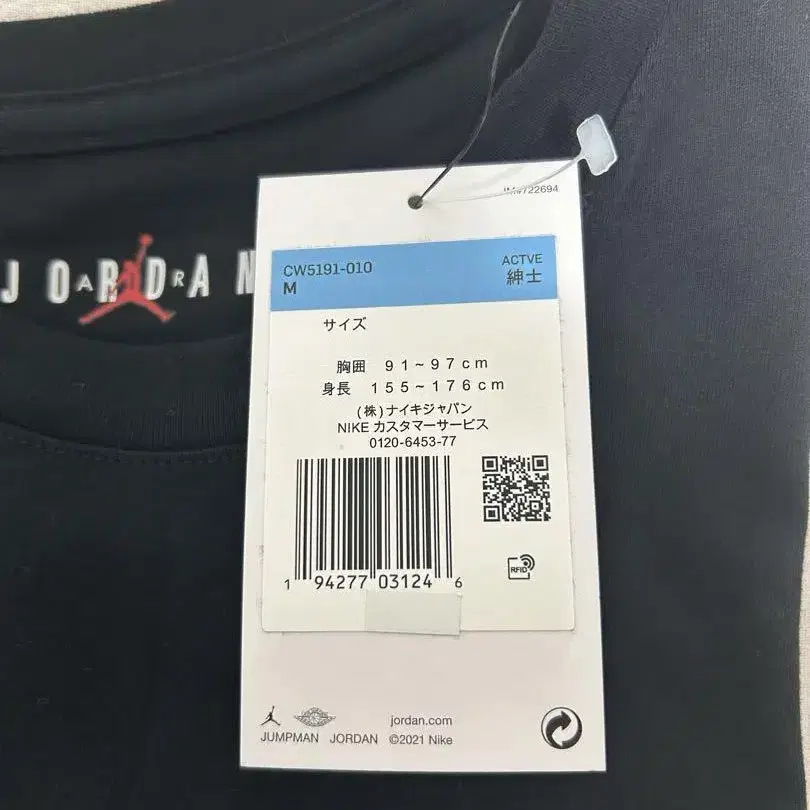 722694
JORDAN
AIR
CW5191-010
M
ACTVE
紳士
サイズ
胸囲 91~97cm
身長 155~176cm
(株)ナイキジャパン
NIKE カスタマーサービス
0120-6453-77
1 94277 03124 6
RFID
jordan.com
JUMPMAN JORDAN ©2021 Nike